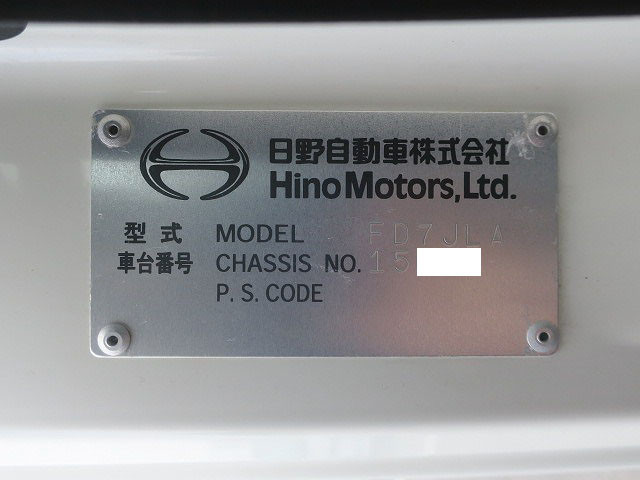 日野自動車株式会社
Hino Motors, Ltd.
型式 MODEL FD7JLA
車台番号 CHASSIS NO. 15
P. S. CODE